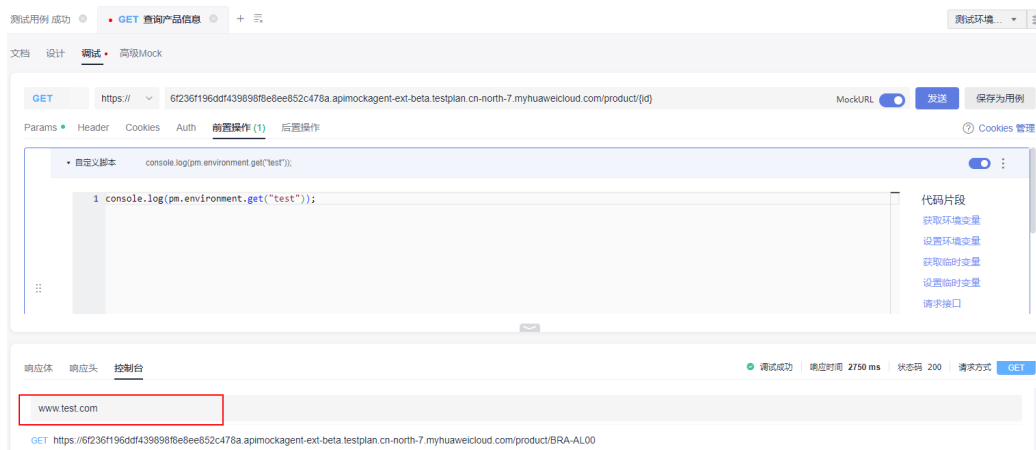 测试用例 成功 GET 查询产品信息 测试环境...
文档 设计 调试 高级Mock
GET https:// 6f236f196ddf439898f8e8ee852c478a.apimockagent-ext-beta.testplan.cn-north-7.myhuaweicloud.com/product/{id} MockURL 发送 保存为用例
Params Header Cookies Auth 前置操作 (1) 后置操作 Cookies 管理
自定义脚本 console.log(pm.environment.get("test"));
1 console.log(pm.environment.get("test"));
代码片段
获取环境变量
设置环境变量
获取临时变量
设置临时变量
请求接口
响应体 响应头 控制台 调试成功 响应时间 2750 ms 状态码 200 请求方式 GET
www.test.com
GET https://6f236f196ddf439898f8e8ee852c478a.apimockagent-ext-beta.testplan.cn-north-7.myhuaweicloud.com/product/BRA-AL00